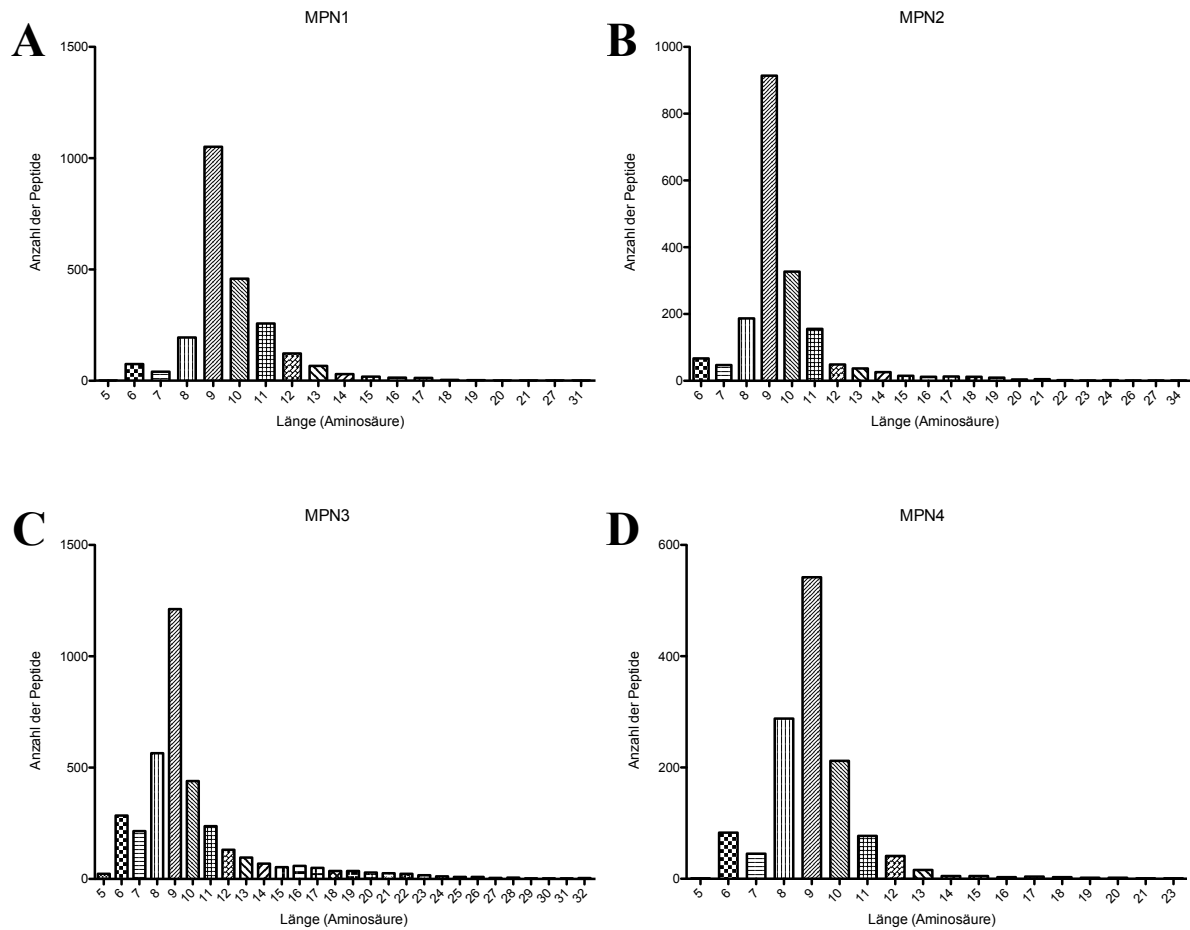 A
MPN1
Anzahl der Peptide
1500
1000
500
0
5 6 7 8 9 10 11 12 13 14 15 16 17 18 19 20 21 27 31
Länge (Aminosäure)
B
MPN2
Anzahl der Peptide
1000
800
600
400
200
0
6 7 8 9 10 11 12 13 14 15 16 17 18 19 20 21 22 23 24 26 27 34
Länge (Aminosäure)
C
MPN3
Anzahl der Peptide
1500
1000
500
0
5 6 7 8 9 10 11 12 13 14 15 16 17 18 19 20 21 22 23 24 25 26 27 28 29 30 31 32
Länge (Aminosäure)
D
MPN4
Anzahl der Peptide
600
400
200
0
5 6 7 8 9 10 11 12 13 14 15 16 17 18 19 20 21 23
Länge (Aminosäure)